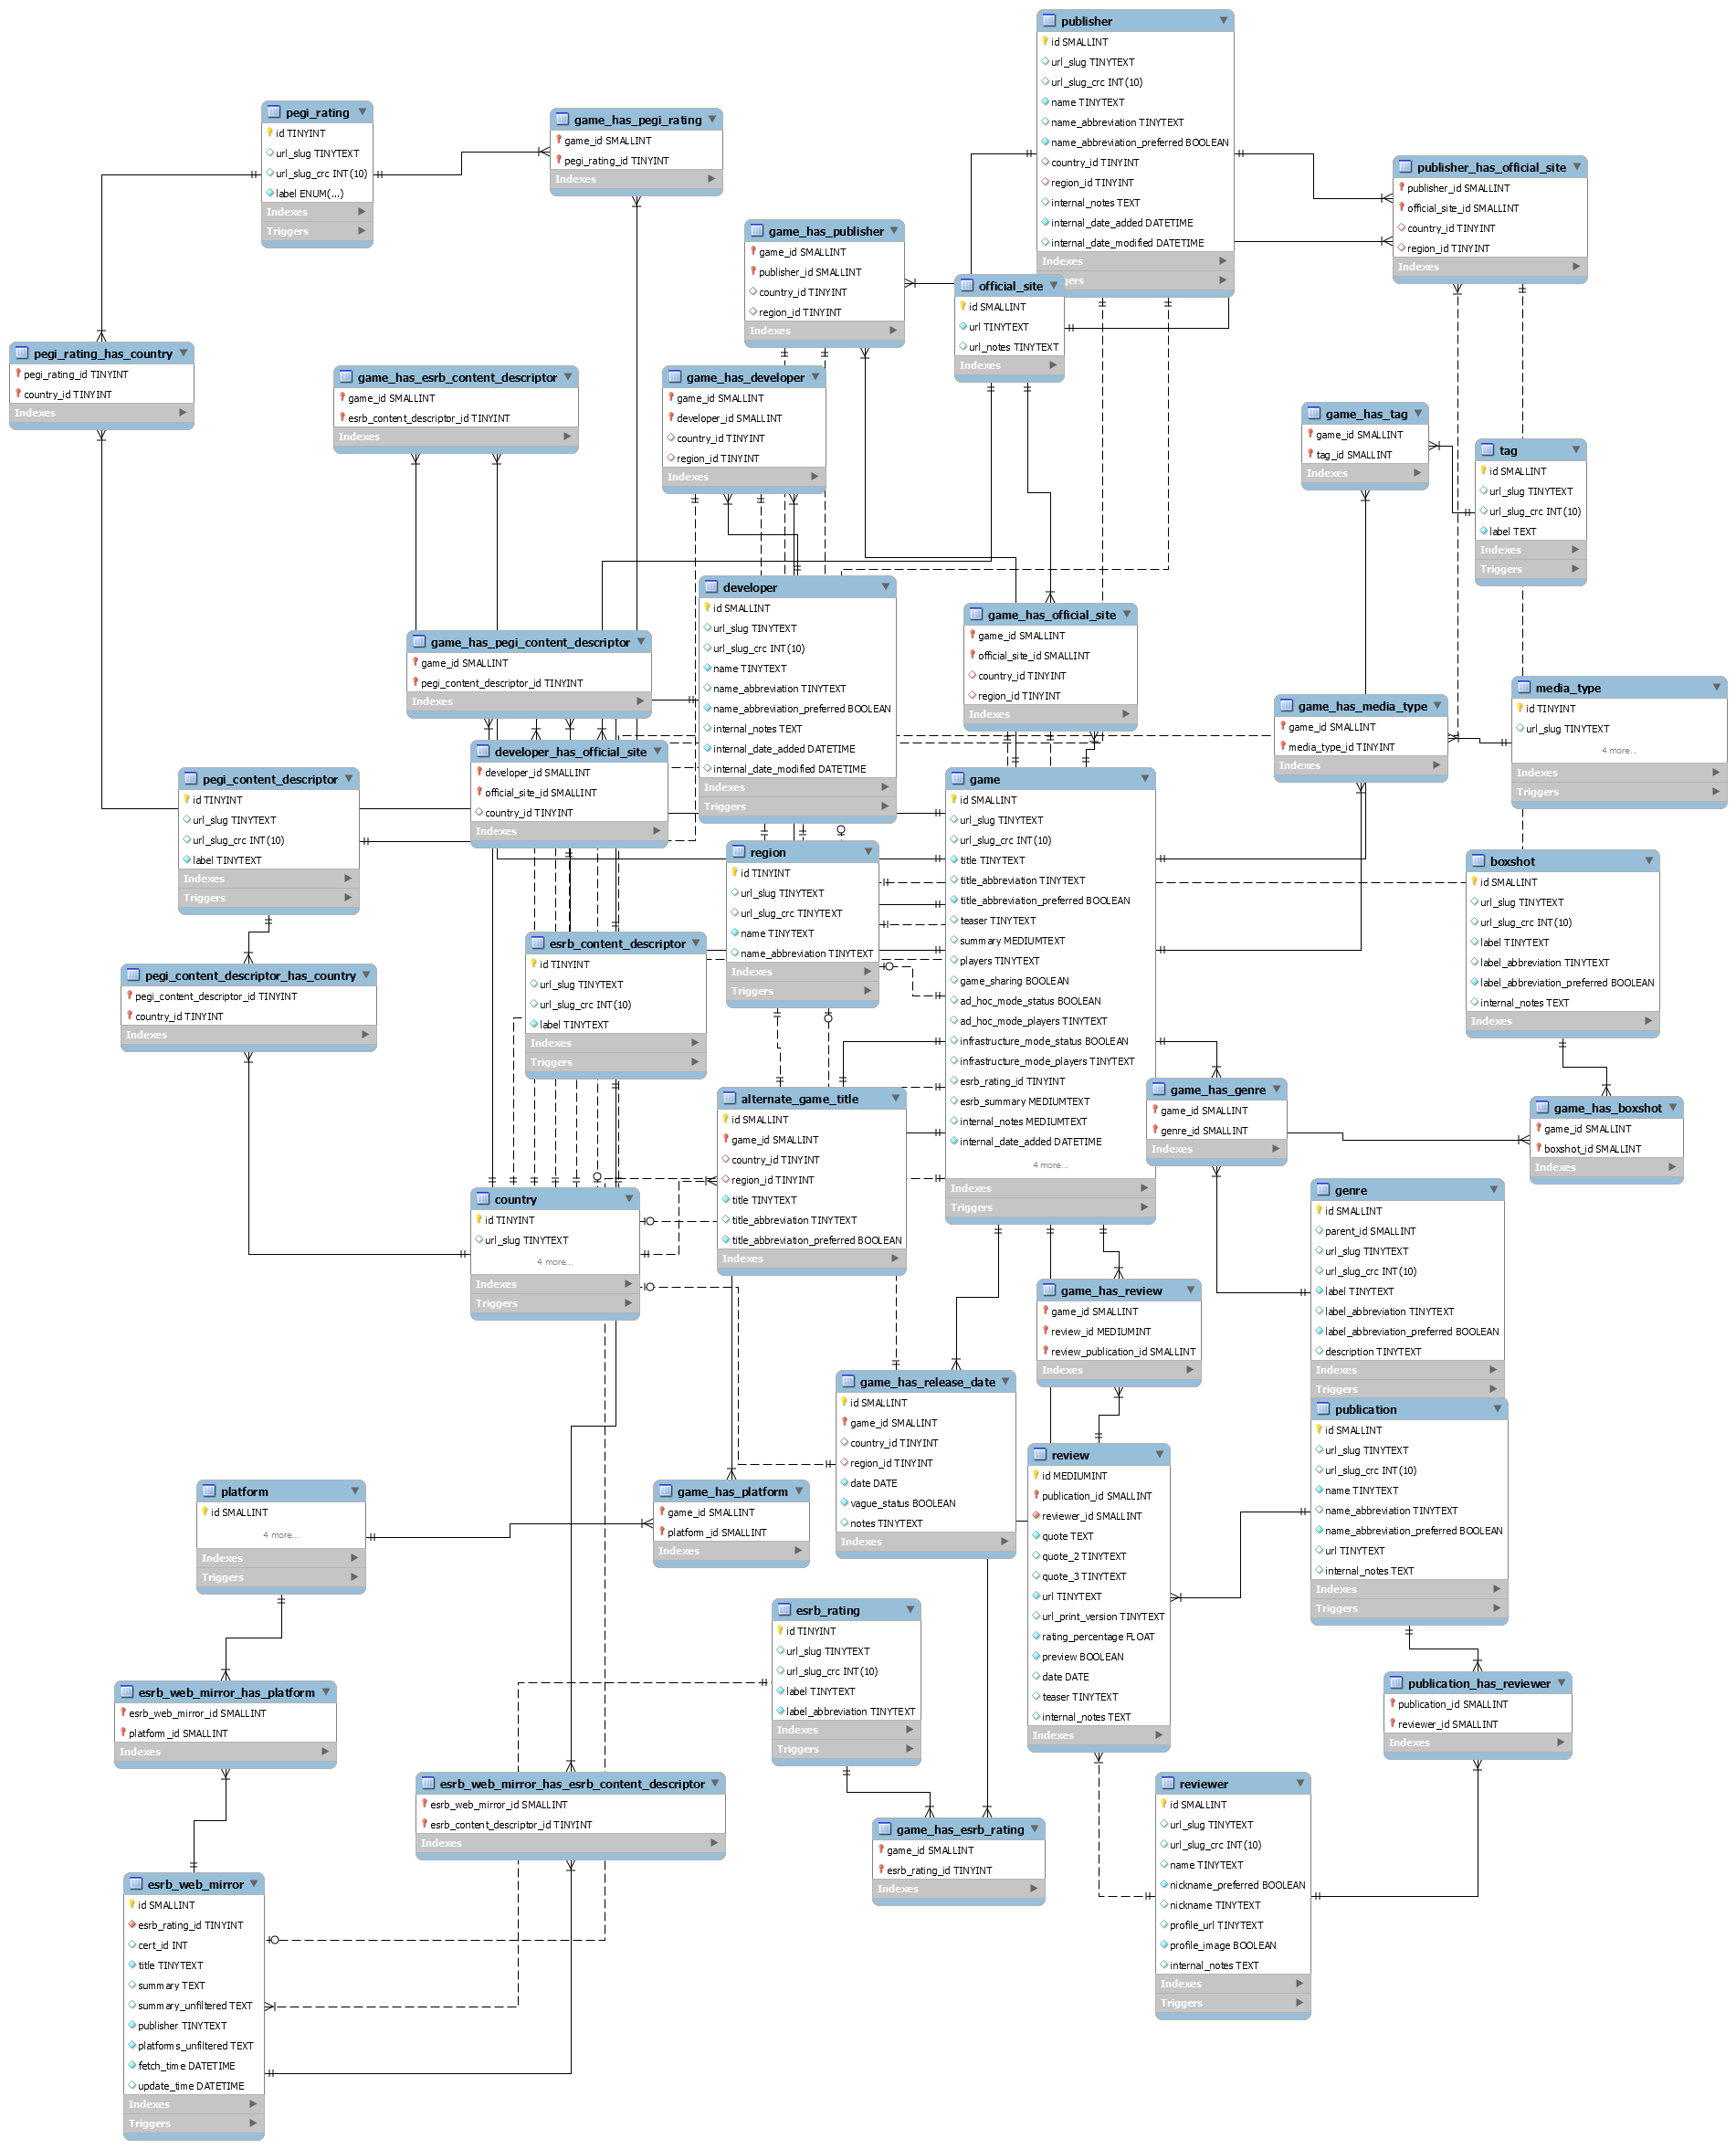 publisher
id SMALLINT
url_slug TINYTEXT
url_slug_crc INT(10)
name TINYTEXT
name_abbreviation TINYTEXT
name_abbreviation_preferred BOOLEAN
country_id TINYINT
region_id TINYINT
internal_notes TEXT
internal_date_added DATETIME
internal_date_modified DATETIME
Indexes
gers
pegi_rating
id TINYINT
url_slug TINYTEXT
url_slug_crc INT(10)
label ENUM(...)
Indexes
Triggers
game_has_pegi_rating
game_id SMALLINT
pegi_rating_id TINYINT
Indexes
publisher_has_official_site
publisher_id SMALLINT
official_site_id SMALLINT
country_id TINYINT
region_id TINYINT
Indexes
game_has_publisher
game_id SMALLINT
publisher_id SMALLINT
country_id TINYINT
region_id TINYINT
Indexes
official_site
id SMALLINT
url TINYTEXT
url_notes TINYTEXT
Indexes
pegi_rating_has_country
pegi_rating_id TINYINT
country_id TINYINT
Indexes
game_has_esrb_content_descriptor
game_id SMALLINT
esrb_content_descriptor_id TINYINT
Indexes
game_has_developer
game_id SMALLINT
developer_id SMALLINT
country_id TINYINT
region_id TINYINT
Indexes
game_has_tag
game_id SMALLINT
tag_id SMALLINT
Indexes
tag
id SMALLINT
url_slug TINYTEXT
url_slug_crc INT(10)
label TEXT
Indexes
Triggers
developer
id SMALLINT
url_slug TINYTEXT
url_slug_crc INT(10)
name TINYTEXT
name_abbreviation TINYTEXT
name_abbreviation_preferred BOOLEAN
internal_notes TEXT
internal_date_added DATETIME
internal_date_modified DATETIME
Indexes
Triggers
game_has_official_site
game_id SMALLINT
official_site_id SMALLINT
country_id TINYINT
region_id TINYINT
Indexes
game_has_pegi_content_descriptor
game_id SMALLINT
pegi_content_descriptor_id TINYINT
Indexes
media_type
id TINYINT
url_slug TINYTEXT
4 more...
Indexes
Triggers
game_has_media_type
game_id SMALLINT
media_type_id TINYINT
Indexes
developer_has_official_site
developer_id SMALLINT
official_site_id SMALLINT
country_id TINYINT
Indexes
pegi_content_descriptor
id TINYINT
url_slug TINYTEXT
url_slug_crc INT(10)
label TINYTEXT
Indexes
Triggers
game
id SMALLINT
url_slug TINYTEXT
url_slug_crc INT(10)
title TINYTEXT
title_abbreviation TINYTEXT
title_abbreviation_preferred BOOLEAN
teaser TINYTEXT
summary MEDIUMTEXT
players TINYTEXT
game_sharing BOOLEAN
ad_hoc_mode_status BOOLEAN
ad_hoc_mode_players TINYTEXT
infrastructure_mode_status BOOLEAN
infrastructure_mode_players TINYTEXT
esrb_rating_id TINYINT
esrb_summary MEDIUMTEXT
internal_notes MEDIUMTEXT
internal_date_added DATETIME
4 more...
Indexes
Triggers
region
id TINYINT
url_slug TINYTEXT
url_slug_crc TINYTEXT
name TINYTEXT
name_abbreviation TINYTEXT
Indexes
Triggers
boxshot
id SMALLINT
url_slug TINYTEXT
url_slug_crc INT(10)
label TINYTEXT
label_abbreviation TINYTEXT
label_abbreviation_preferred BOOLEAN
internal_notes TEXT
Indexes
esrb_content_descriptor
id TINYINT
url_slug TINYTEXT
url_slug_crc INT(10)
label TINYTEXT
Indexes
Triggers
pegi_content_descriptor_has_country
pegi_content_descriptor_id TINYINT
country_id TINYINT
Indexes
game_has_genre
game_id SMALLINT
genre_id SMALLINT
Indexes
alternate_game_title
id SMALLINT
game_id SMALLINT
country_id TINYINT
region_id TINYINT
title TINYTEXT
title_abbreviation TINYTEXT
title_abbreviation_preferred BOOLEAN
Indexes
game_has_boxshot
game_id SMALLINT
boxshot_id SMALLINT
Indexes
country
id TINYINT
url_slug TINYTEXT
4 more...
Indexes
Triggers
genre
id SMALLINT
parent_id SMALLINT
url_slug TINYTEXT
url_slug_crc INT(10)
label TINYTEXT
label_abbreviation TINYTEXT
label_abbreviation_preferred BOOLEAN
description TINYTEXT
Indexes
Triggers
game_has_review
game_id SMALLINT
review_id MEDIUMINT
review_publication_id SMALLINT
Indexes
game_has_release_date
id SMALLINT
game_id SMALLINT
country_id TINYINT
region_id TINYINT
date DATE
vague_status BOOLEAN
notes TINYTEXT
Indexes
publication
id SMALLINT
url_slug TINYTEXT
url_slug_crc INT(10)
name TINYTEXT
name_abbreviation TINYTEXT
name_abbreviation_preferred BOOLEAN
url TINYTEXT
internal_notes TEXT
Indexes
Triggers
review
id MEDIUMINT
publication_id SMALLINT
reviewer_id SMALLINT
quote TEXT
quote_2 TINYTEXT
quote_3 TINYTEXT
url TINYTEXT
url_print_version TINYTEXT
rating_percentage FLOAT
preview BOOLEAN
date DATE
teaser TINYTEXT
internal_notes TEXT
Indexes
platform
id SMALLINT
4 more...
Indexes
Triggers
game_has_platform
game_id SMALLINT
platform_id SMALLINT
Indexes
esrb_rating
id TINYINT
url_slug TINYTEXT
url_slug_crc INT(10)
label TINYTEXT
label_abbreviation TINYTEXT
Indexes
Triggers
publication_has_reviewer
publication_id SMALLINT
reviewer_id SMALLINT
Indexes
esrb_web_mirror_has_platform
esrb_web_mirror_id SMALLINT
platform_id SMALLINT
Indexes
esrb_web_mirror_has_esrb_content_descriptor
esrb_web_mirror_id SMALLINT
esrb_content_descriptor_id TINYINT
Indexes
reviewer
id SMALLINT
url_slug TINYTEXT
url_slug_crc INT(10)
name TINYTEXT
nickname_preferred BOOLEAN
nickname TINYTEXT
profile_url TINYTEXT
profile_image BOOLEAN
internal_notes TEXT
Indexes
Triggers
game_has_esrb_rating
game_id SMALLINT
esrb_rating_id TINYINT
Indexes
esrb_web_mirror
id SMALLINT
esrb_rating_id TINYINT
cert_id INT
title TINYTEXT
summary TEXT
summary_unfiltered TEXT
publisher TINYTEXT
platforms_unfiltered TEXT
fetch_time DATETIME
update_time DATETIME
Indexes
Triggers